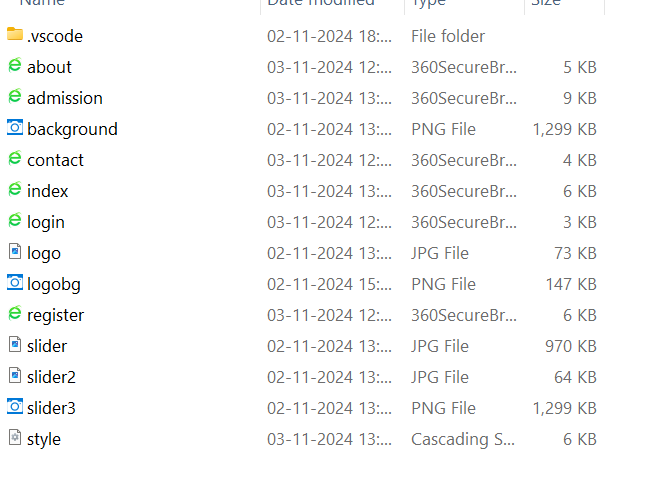 Name Date modified Type Size
.vscode 02-11-2024 18:... File folder
about 03-11-2024 12:... 360SecureBr... 5 KB
admission 03-11-2024 13:... 360SecureBr... 9 KB
background 02-11-2024 13:... PNG File 1,299 KB
contact 03-11-2024 12:... 360SecureBr... 4 KB
index 03-11-2024 13:... 360SecureBr... 6 KB
login 03-11-2024 12:... 360SecureBr... 3 KB
logo 02-11-2024 13:... JPG File 73 KB
logobg 02-11-2024 15:... PNG File 147 KB
register 03-11-2024 12:... 360SecureBr... 6 KB
slider 02-11-2024 13:... JPG File 970 KB
slider2 02-11-2024 13:... JPG File 64 KB
slider3 02-11-2024 13:... PNG File 1,299 KB
style 03-11-2024 13:... Cascading S... 6 KB